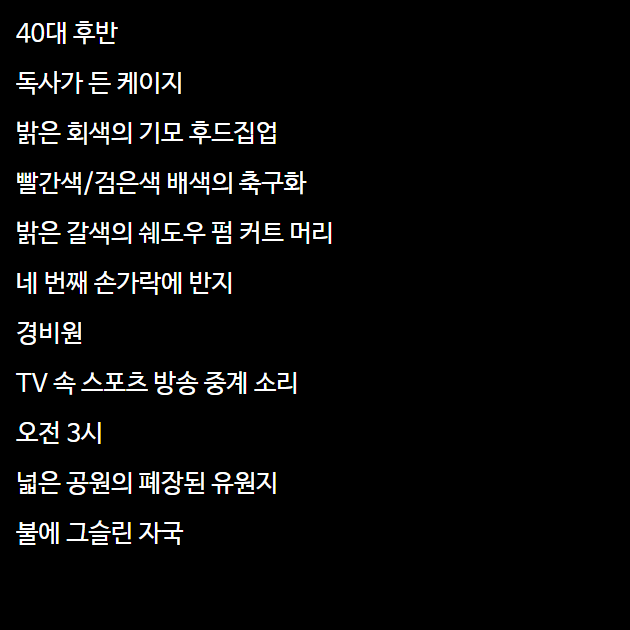 40대 후반
독사가 든 케이지
밝은 회색의 기모 후드집업
빨간색/검은색 배색의 축구화
밝은 갈색의 쉐도우 펌 커트 머리
네 번째 손가락에 반지
경비원
TV 속 스포츠 방송 중계 소리
오전 3시
넓은 공원의 폐장된 유원지
불에 그슬린 자국